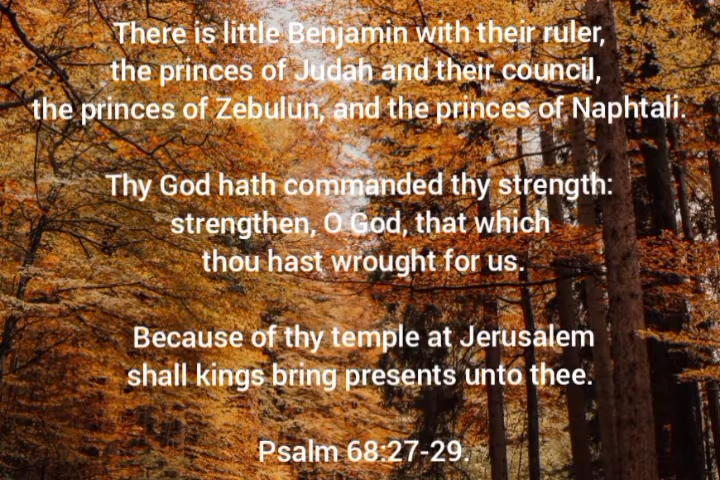 There is little Benjamin with their ruler,
the princes of Judah and their council,
the princes of Zebulun, and the princes of Naphtali.
Thy God hath commanded thy strength:
strengthen, O God, that which
thou hast wrought for us.
Because of thy temple at Jerusalem
shall kings bring presents unto thee.
Psalm 68:27-29.